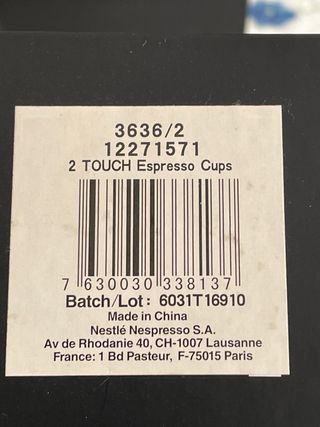 3636/2
12271571
2 TOUCH Espresso Cups
7 630030 338137
Batch/Lot: 6031T16910
Made in China
Nestlé Nespresso S.A.
Av de Rhodanie 40, CH-1007 Lausanne
France: 1 Bd Pasteur, F-75015 Paris